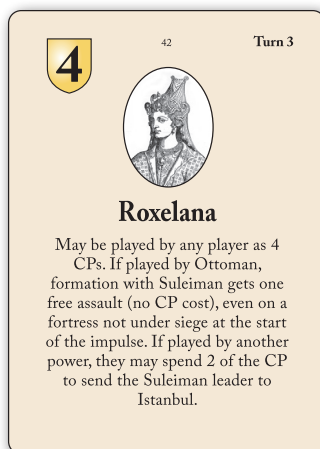 4
42
Turn 3
Roxelana
May be played by any player as 4
CPs. If played by Ottoman,
formation with Suleiman gets one
free assault (no CP cost), even on a
fortress not under siege at the start
of the impulse. If played by another
power, they may spend 2 of the CP
to send the Suleiman leader to
Istanbul.